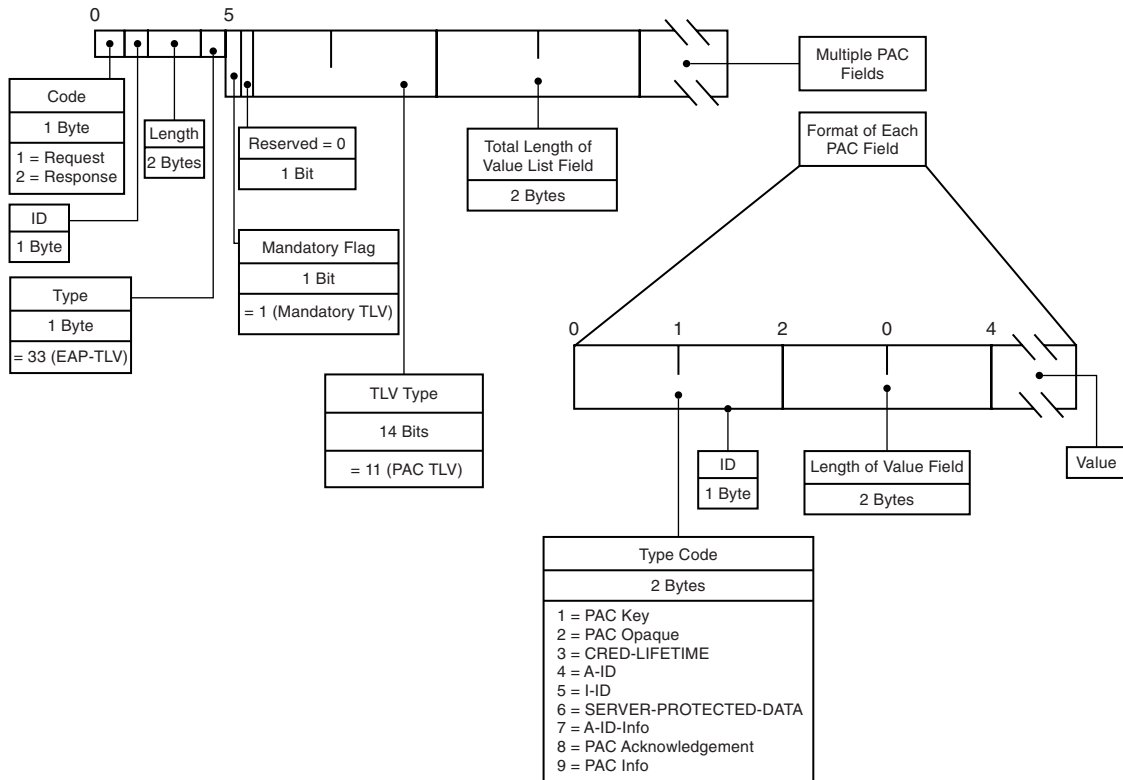 0
5
Code
1 Byte
1 = Request
2 = Response
Length
2 Bytes
ID
1 Byte
Type
1 Byte
= 33 (EAP-TLV)
Reserved = 0
1 Bit
Mandatory Flag
1 Bit
= 1 (Mandatory TLV)
TLV Type
14 Bits
= 11 (PAC TLV)
Total Length of
Value List Field
2 Bytes
Multiple PAC
Fields
Format of Each
PAC Field
0
1
2
0
4
ID
1 Byte
Length of Value Field
2 Bytes
Value
Type Code
2 Bytes
1 = PAC Key
2 = PAC Opaque
3 = CRED-LIFETIME
4 = A-ID
5 = I-ID
6 = SERVER-PROTECTED-DATA
7 = A-ID-Info
8 = PAC Acknowledgement
9 = PAC Info